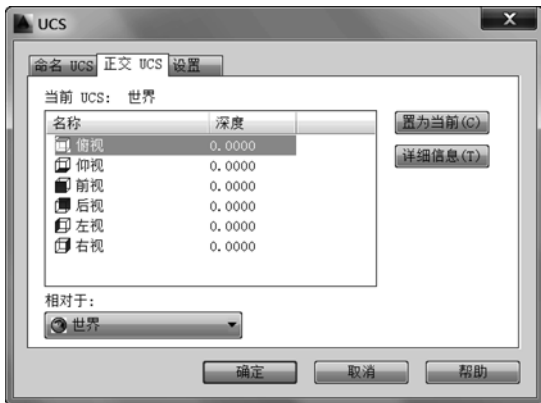 UCS
命名 UCS 正交 UCS 设置
当前 UCS: 世界
名称 深度
俯视 0.0000
仰视 0.0000
前视 0.0000
后视 0.0000
左视 0.0000
右视 0.0000
置为当前(C)
详细信息(T)
相对于:
世界
确定 取消 帮助